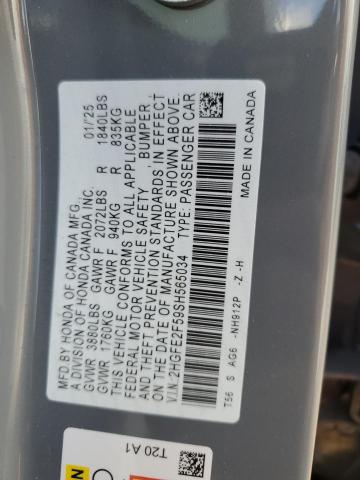 MFD BY HONDA OF CANADA MFG., 01/'25
A DIVISION OF HONDA CANADA INC.
GVWR 3880LBS GAWR F 2072LBS R 1840LBS
GVWR 1760KG GAWR F 940KG R 835KG
THIS VEHICLE CONFORMS TO ALL APPLICABLE
FEDERAL MOTOR VEHICLE SAFETY BUMPER,
AND THEFT PREVENTION STANDARDS IN EFFECT
ON THE DATE OF MANUFACTURE SHOWN ABOVE.
V.I.N. 2HGFE2F59SH565034 TYPE: PASSENGER CAR
T56 S AG6 -NH912P -Z -H MADE IN CANADA
T20 A1